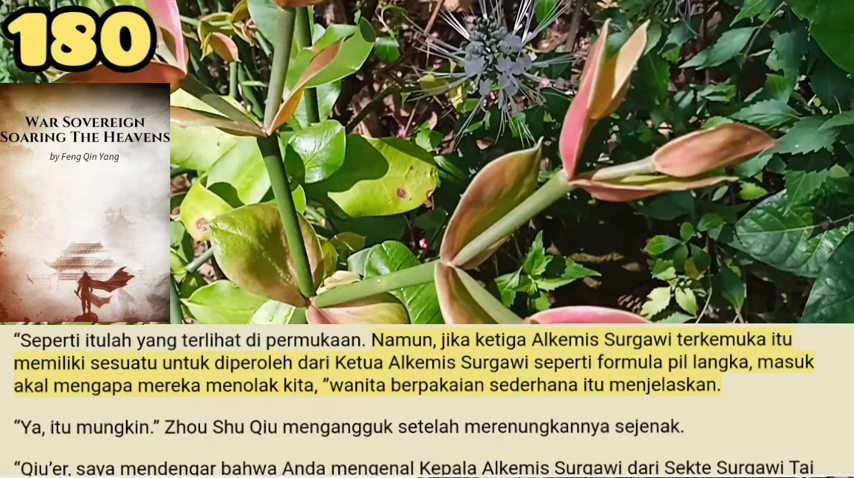 180
WAR SOVEREIGN
SOARING THE HEAVENS
by Feng Qin Yang
“Seperti itulah yang terlihat di permukaan. Namun, jika ketiga Alkemis Surgawi terkemuka itu
memiliki sesuatu untuk diperoleh dari Ketua Alkemis Surgawi seperti formula pil langka, masuk
akal mengapa mereka menolak kita, ”wanita berpakaian sederhana itu menjelaskan.
“Ya, itu mungkin.” Zhou Shu Qiu mengangguk setelah merenungkannya sejenak.
“Qiu’er, saya mendengar bahwa Anda mengenal Kepala Alkemis Surgawi dari Sekte Surgawi Tai